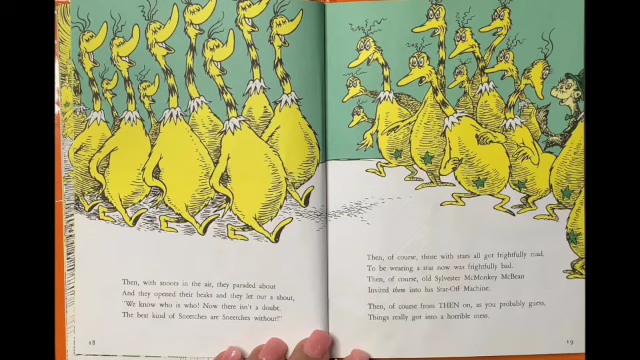 Then, with snoots in the air, they paraded about
And they opened their beaks and they let out a shout,
"We know who is who! Now there isn't a doubt.
The best kind of Sneetches are Sneetches without!"
18
Then, of course, those with stars all got frightfully mad.
To be wearing a star now was frightfully bad.
Then, of course, old Sylvester McMonkey McBean
Invited them into his Star-Off Machine.
Then, of course from THEN on, as you probably guess,
Things really got into a horrible mess.
19